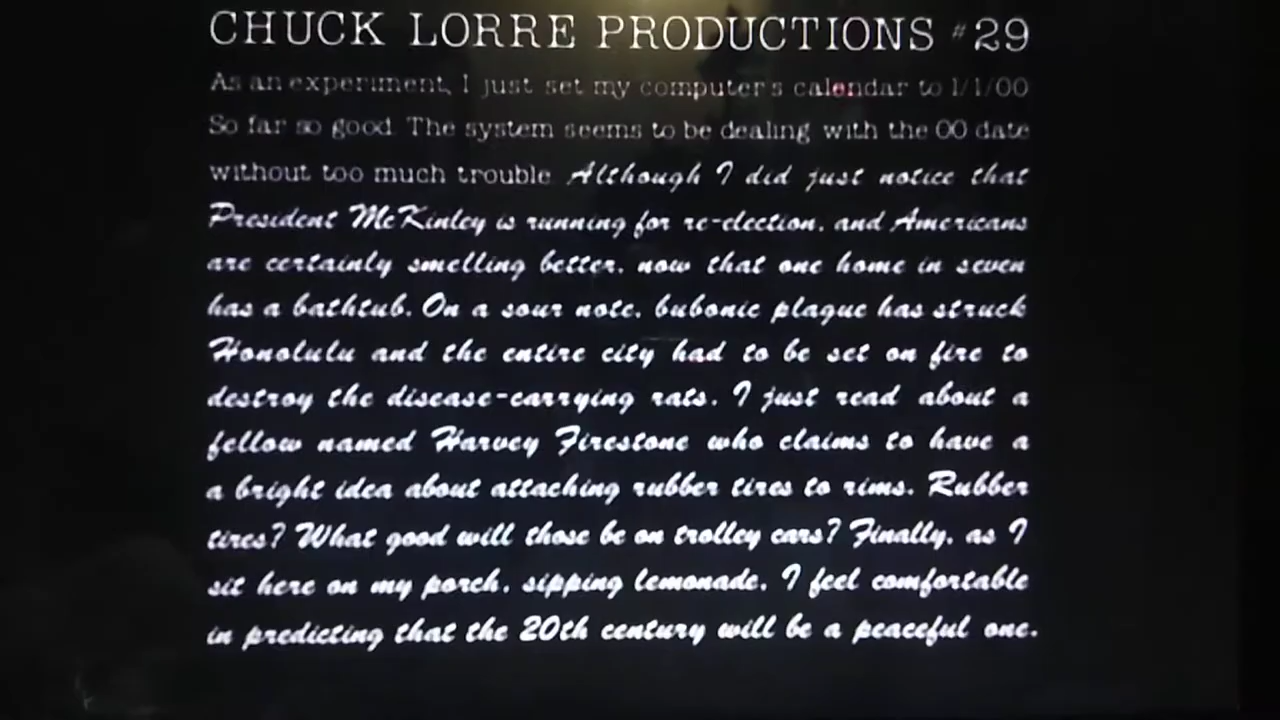 CHUCK LORRE PRODUCTIONS #29
As an experiment, I just set my computer's calendar to 1/1/00
So far so good. The system seems to be dealing with the 00 date
without too much trouble. Although I did just notice that
President McKinley is running for re-election, and Americans
are certainly smelling better, now that one home in seven
has a bathtub. On a sour note, bubonic plague has struck
Honolulu and the entire city had to be set on fire to
destroy the disease-carrying rats. I just read about a
fellow named Harvey Firestone who claims to have a
a bright idea about attaching rubber tires to rims. Rubber
tires? What good will those be on trolley cars? Finally, as I
sit here on my porch, sipping lemonade, I feel comfortable
in predicting that the 20th century will be a peaceful one.